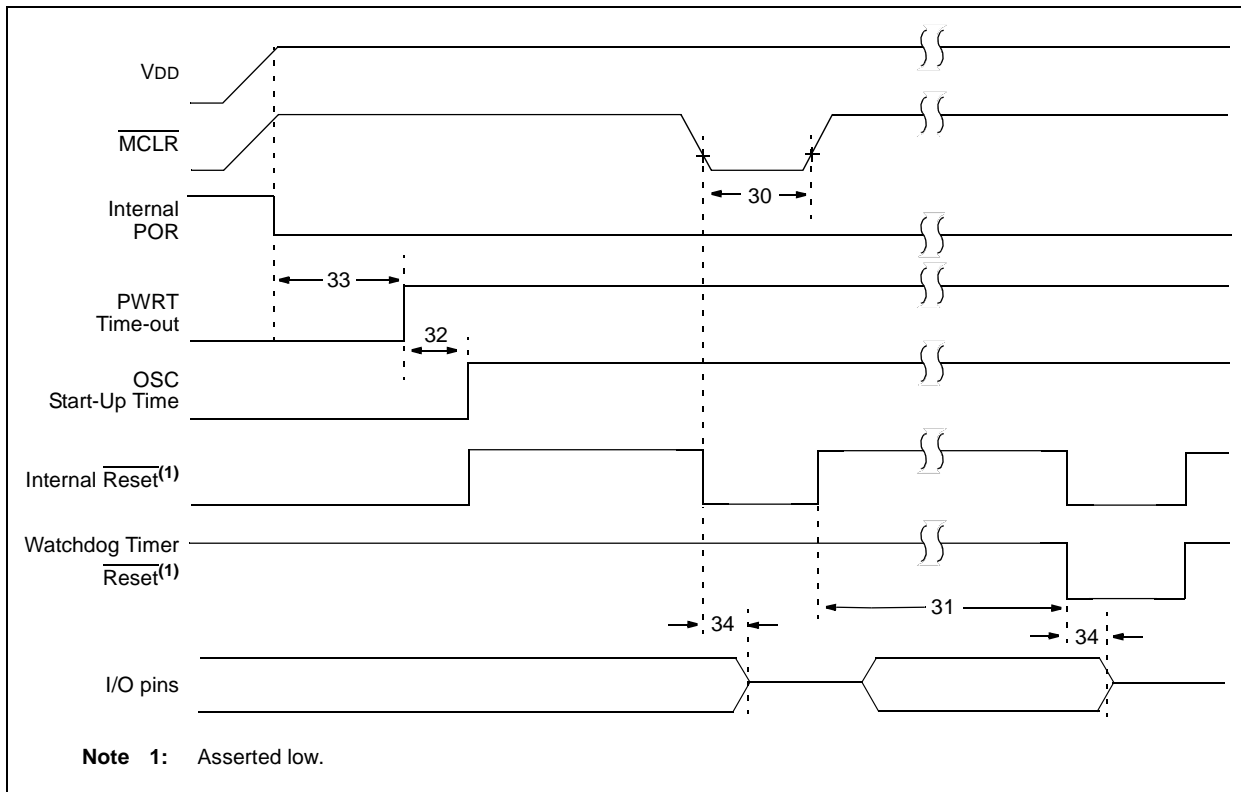 VDD
MCLR
30
Internal
POR
33
PWRT
Time-out
32
OSC
Start-Up Time
Internal Reset(1)
Watchdog Timer
Reset(1)
31
34
34
I/O pins
Note 1: Asserted low.